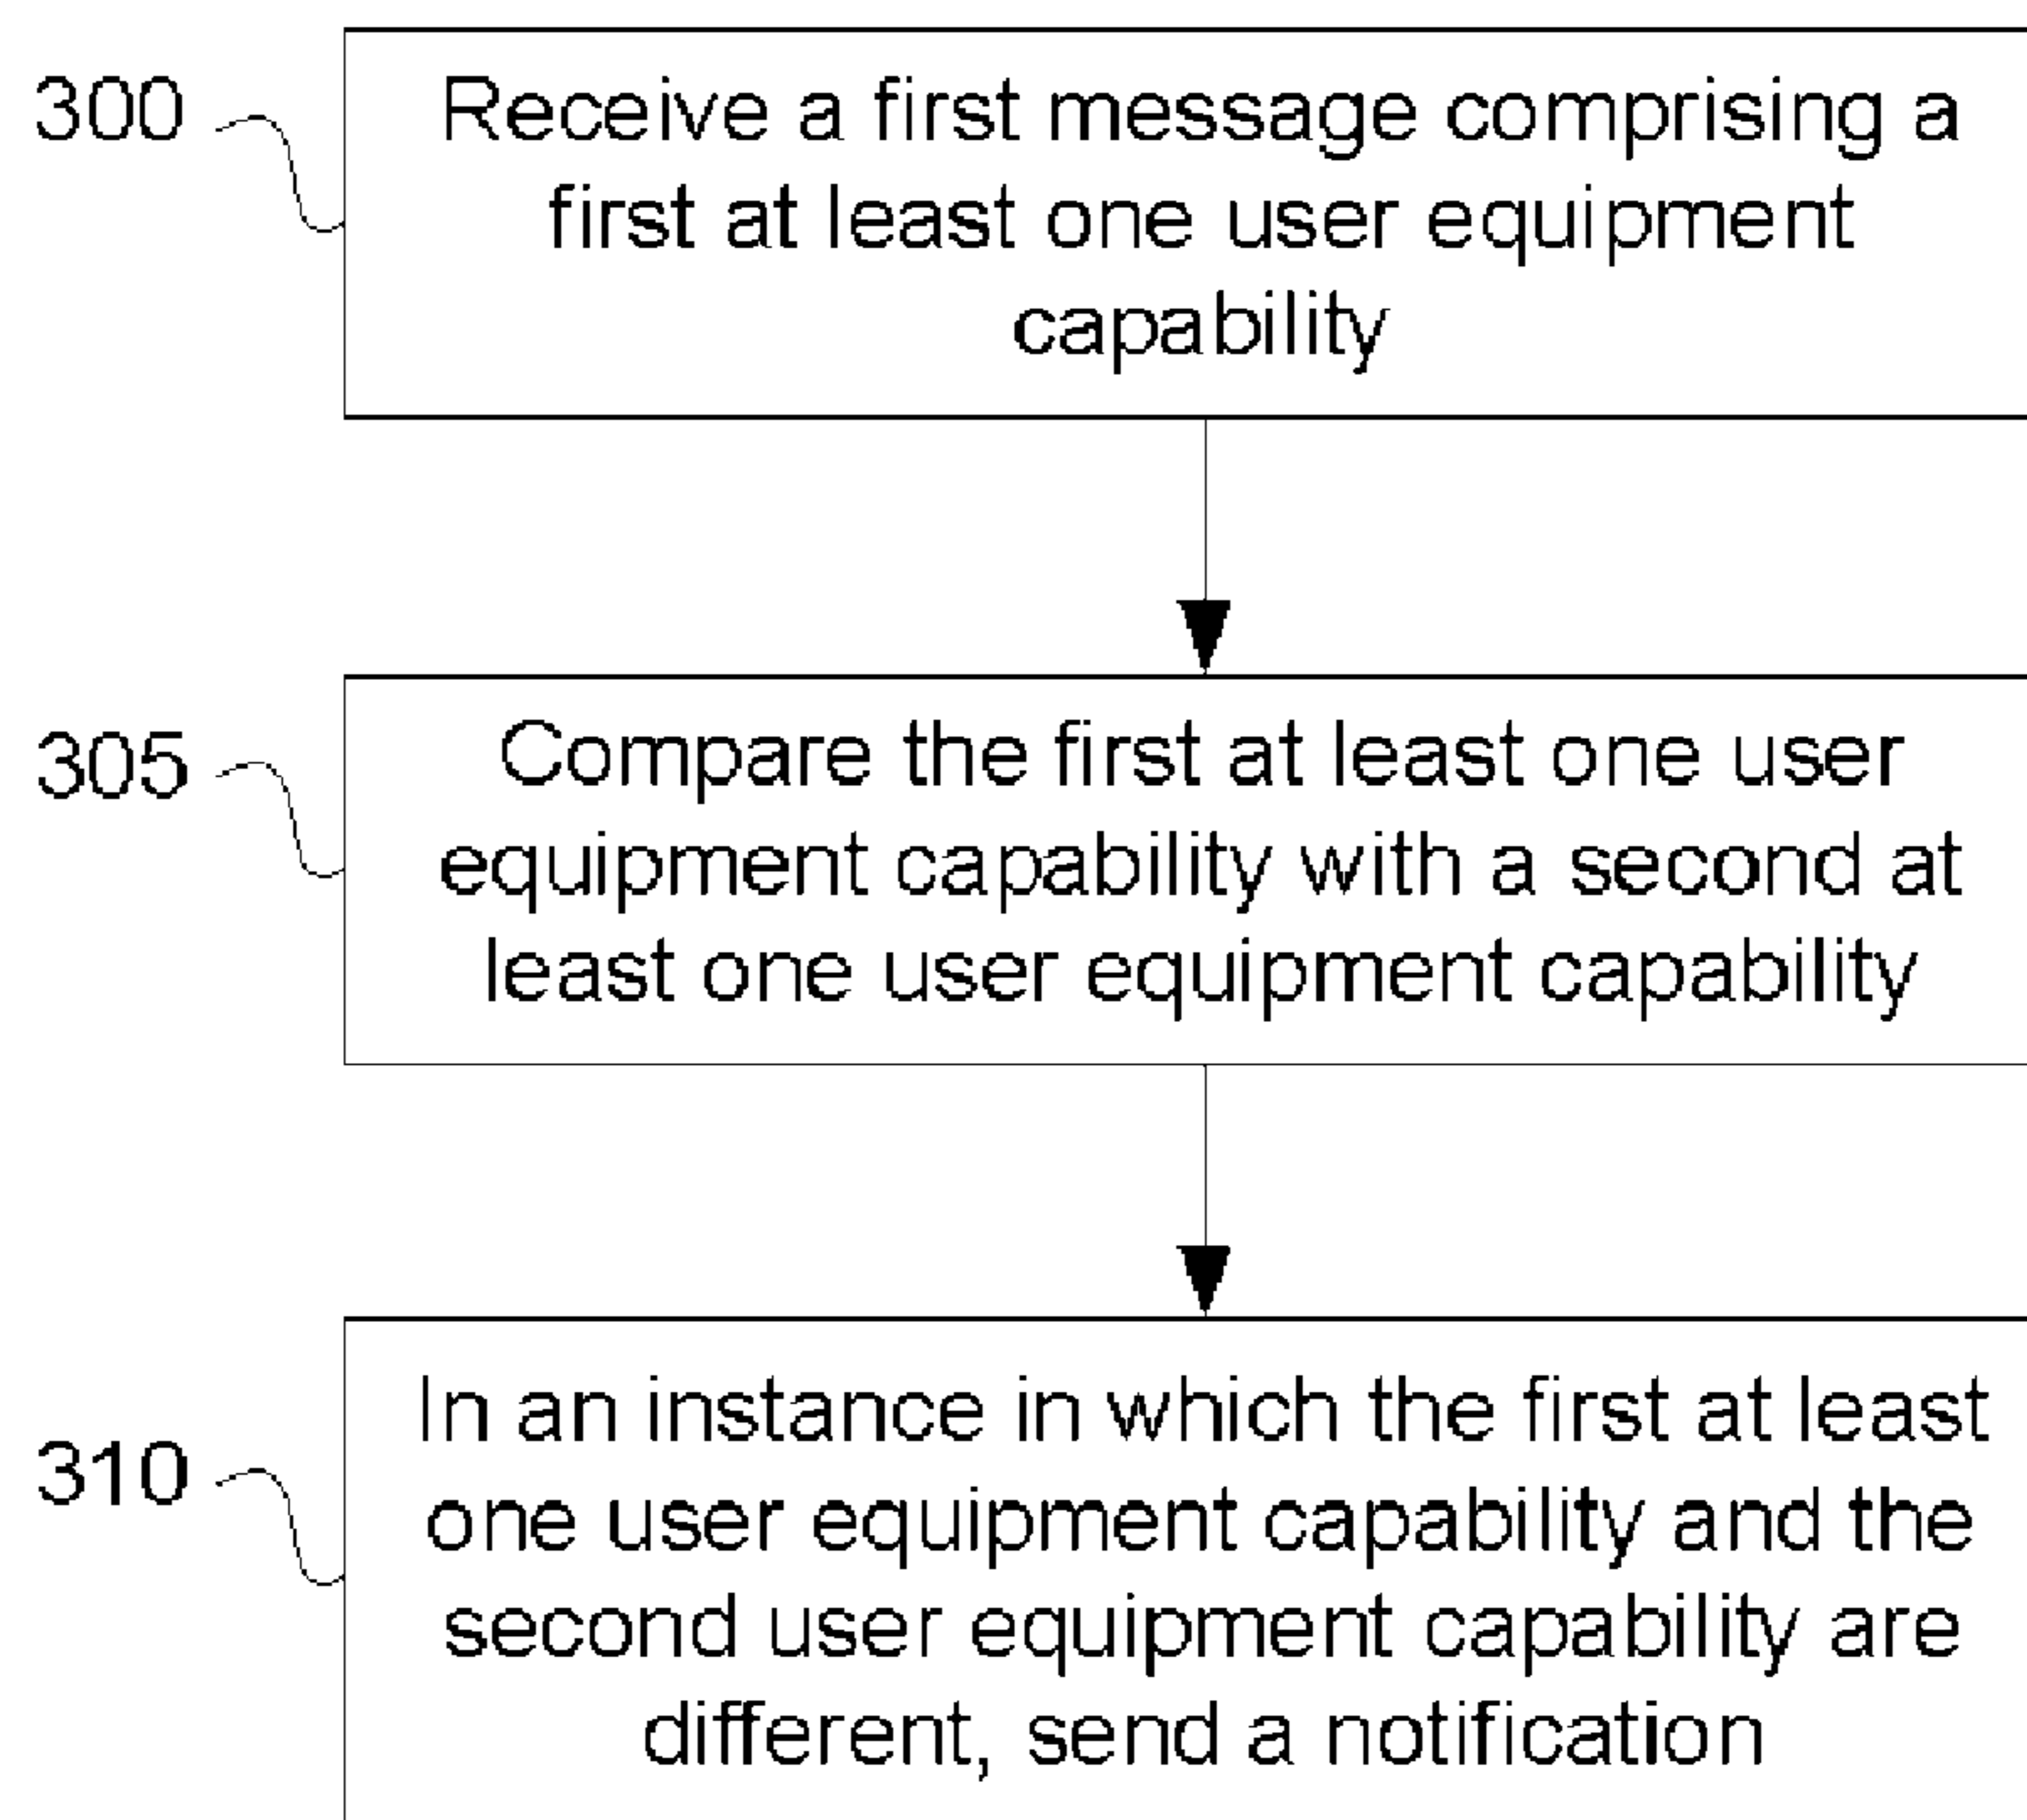 300
Receive a first message comprising a
first at least one user equipment
capability
305
Compare the first at least one user
equipment capability with a second at
least one user equipment capability
310
In an instance in which the first at least
one user equipment capability and the
second user equipment capability are
different, send a notification